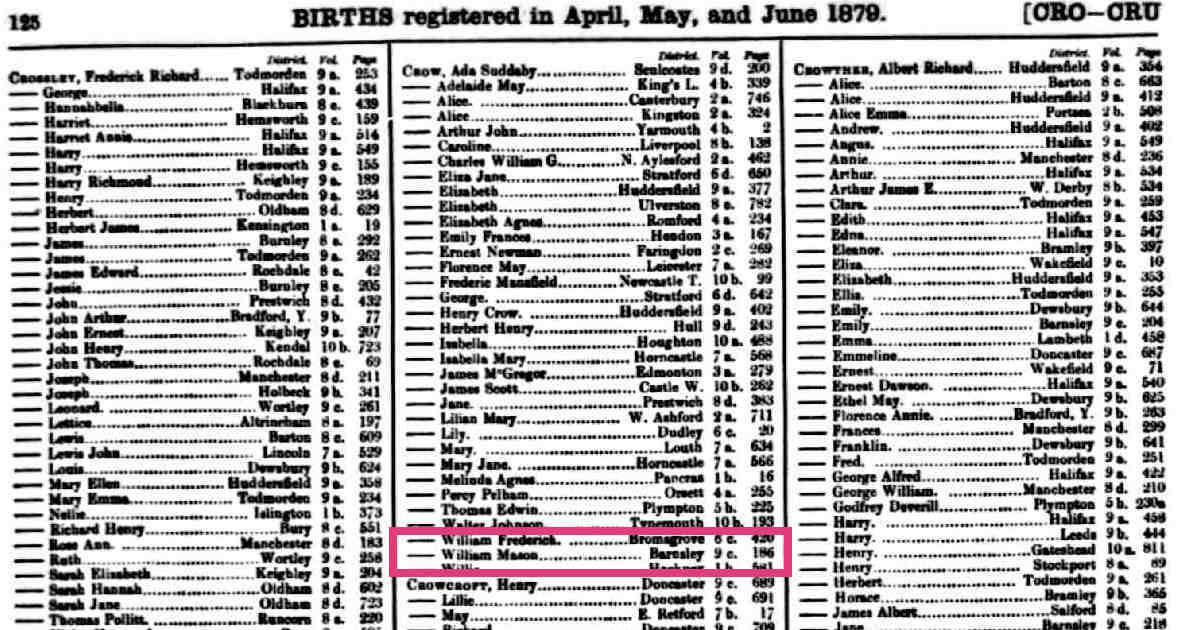 125
BIRTHS registered in April, May, and June 1879.
[CRO—CRU
District. Vol. Page
CROSSLEY, Frederick Richard...... Todmorden 9 a. 253
— George.................. Halifax 9 a. 434
— Hannahbella.................. Blackburn 8 e. 439
— Harriet.................. Hemsworth 9 c. 159
— Harriet Annie.................. Halifax 9 a. 514
— Harry.................. Halifax 9 a. 549
— Harry.................. Hemsworth 9 c. 155
— Harry Richmond.................. Keighley 9 a. 189
— Henry.................. Todmorden 9 a. 234
— Herbert.................. Oldham 8 d. 629
— Herbert James.................. Kensington 1 a. 19
— James.................. Burnley 8 e. 292
— James.................. Todmorden 9 a. 262
— James Edward.................. Rochdale 8 e. 42
— Jessie.................. Burnley 8 e. 205
— John.................. Prestwich 8 d. 432
— John Arthur.................. Bradford, Y. 9 b. 77
— John Ernest.................. Keighley 9 a. 207
— John Henry.................. Kendal 10 b. 723
— John Thomas.................. Rochdale 8 e. 69
— Joseph.................. Manchester 8 d. 211
— Joseph.................. Holbeck 9 b. 341
— Leonard. .................. Wortley 9 c. 261
— Lettice.................. Altrincham 8 a. 197
— Lewis.................. Barton 8 c. 609
— Lewis John.................. Lincoln 7 a. 529
— Louis.................. Dewsbury 9 b. 624
— Mary Ellen.................. Huddersfield 9 a. 358
— Mary Emma.................. Todmorden 9 a. 234
— Nellie.................. Islington 1 b. 373
— Richard Henry.................. Bury 8 c. 551
— Rose Ann. .................. Manchester 8 d. 183
— Ruth.................. Wortley 9 c. 258
— Sarah Elizabeth.................. Keighley 9 a. 204
— Sarah Hannah.................. Oldham 8 d. 602
— Sarah Jane.................. Oldham 8 d. 723
— Thomas Pollitt. .................. Runcorn 8 a. 220
District. Vol. Page
CROW, Ada Suddaby.................. Sculcoates 9 d. 200
— Adelaide May.................. King's L. 4 b. 339
— Alice. .................. Canterbury 2 a. 746
— Alice.................. Kingston 2 a. 324
— Arthur John.................. Yarmouth 4 b. 2
— Caroline.................. Liverpool 8 b. 138
— Charles William G.................. N. Aylesford 2 a. 462
— Eliza Jane.................. Stratford 6 d. 650
— Elizabeth.................. Huddersfield 9 a. 377
— Elizabeth.................. Ulverston 8 e. 782
— Elizabeth Agnes.................. Romford 4 a. 234
— Emily Frances.................. Hendon 3 a. 167
— Ernest Newman.................. Faringdon 2 c. 269
— Florence May.................. Leicester 7 a. 282
— Frederic Mansfield.................. Newcastle T. 10 b. 99
— George. .................. Stratford 6 d. 642
— Henry Crow. .................. Huddersfield 9 a. 402
— Herbert Henry.................. Hull 9 d. 243
— Isabella.................. Houghton 10 a. 488
— Isabella Mary.................. Horncastle 7 a. 568
— James McGregor.................. Edmonton 3 a. 279
— James Scott.................. Castle W. 10 b. 262
— Jane. .................. Prestwich 8 d. 383
— Lilian Mary.................. W. Ashford 2 a. 711
— Lily. .................. Dudley 6 c. 20
— Mary. .................. Louth 7 a. 634
— Mary Jane. .................. Horncastle 7 a. 566
— Melinda Agnes.................. Pancras 1 b. 16
— Percy Pelham.................. Orsett 4 a. 255
— Thomas Edwin.................. Plympton 5 b. 225
— Walter Johnson.................. Tynemouth 10 b. 193
— William Frederick. .................. Bromsgrove 6 c. 420
— William Mason.................. Barnsley 9 c. 186
CROWCROFT, Henry.................. Doncaster 9 c. 689
— Lillie.................. Doncaster 9 c. 691
— May.................. E. Retford 7 b. 17
Doncaster 9 c. 709
District. Vol. Page
CROWTHER, Albert Richard...... Huddersfield 9 a. 354
— Alice. .................. Barton 8 c. 663
— Alice.................. Huddersfield 9 a. 412
— Alice Emma.................. Portsea 2 b. 508
— Andrew. .................. Huddersfield 9 a. 402
— Angus. .................. Halifax 9 a. 549
— Annie.................. Manchester 8 d. 236
— Arthur. .................. Halifax 9 a. 534
— Arthur James E. .................. W. Derby 8 b. 534
— Clara. .................. Todmorden 9 a. 259
— Edith.................. Halifax 9 a. 453
— Edna.................. Halifax 9 a. 547
— Eleanor. .................. Bramley 9 b. 397
— Eliza.................. Wakefield 9 c. 10
— Elizabeth.................. Huddersfield 9 a. 353
— Ellis. .................. Todmorden 9 a. 255
— Emily. .................. Dewsbury 9 b. 644
— Emily.................. Barnsley 9 c. 204
— Emma.................. Lambeth 1 d. 458
— Emmeline.................. Doncaster 9 c. 687
— Ernest.................. Wakefield 9 c. 71
— Ernest Dawson. .................. Halifax 9 a. 540
— Ethel May. .................. Dewsbury 9 b. 625
— Florence Annie. .................. Bradford, Y. 9 b. 263
— Frances.................. Manchester 8 d. 299
— Franklin. .................. Dewsbury 9 b. 641
— Fred. .................. Todmorden 9 a. 251
— George Alfred.................. Halifax 9 a. 422
— George William. .................. Manchester 8 d. 210
— Godfrey Deverill.................. Plympton 5 b. 230a
— Harry. .................. Halifax 9 a. 458
— Harry. .................. Leeds 9 b. 444
— Henry. .................. Gateshead 10 a. 811
— Henry.................. Stockport 8 a. 89
— Herbert.................. Todmorden 9 a. 261
— Horace.................. Bramley 9 b. 365
— James Albert.................. Salford 8 d. 85
— Jane.................. Barnsley 9 c. 218